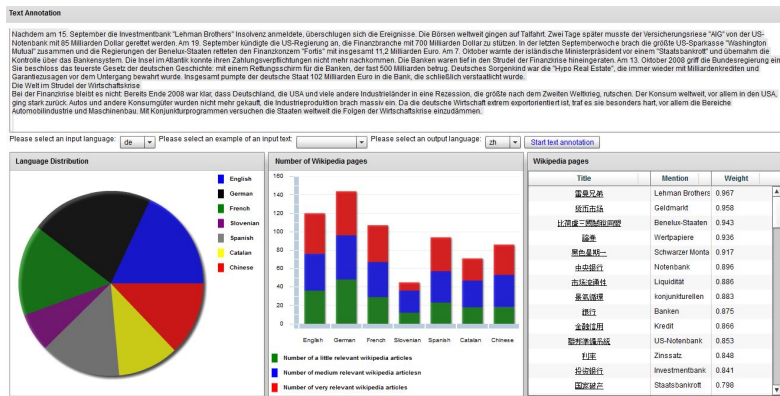 Text Annotation
Nachdem am 15. September die Investmentbank "Lehman Brothers" Insolvenz anmeldete, überschlugen sich die Ereignisse. Die Börsen weltweit gingen auf Talfahrt. Zwei Tage später musste der Versicherungsriese "AIG" von der US-
Notenbank mit 85 Milliarden Dollar gerettet werden. Am 19. September kündigte die US-Regierung an, die Finanzbranche mit 700 Milliarden Dollar zu stützen. In der letzten Septemberwoche brach die größte US-Sparkasse "Washington
Mutual" zusammen und die Regierungen der Benelux-Staaten retteten den Finanzkonzern "Fortis" mit insgesamt 11,2 Milliarden Euro. Am 7. Oktober warnte der isländische Ministerpräsident vor einem "Staatsbankrott" und übernahm die
Kontrolle über das Bankensystem. Die Insel im Atlantik konnte ihren Zahlungsverpflichtungen nicht mehr nachkommen. Die Banken waren tief in den Strudel der Finanzkrise hineingeraten. Am 13. Oktober 2008 griff die Bundesregierung ein
Sie beschloss das teuerste Gesetz der deutschen Geschichte: mit einem Rettungsschirm für die Banken, der fast 500 Milliarden betrug. Deutsches Sorgenkind war die "Hypo Real Estate", die immer wieder mit Milliardenkrediten und
Garantiezusagen vor dem Untergang bewahrt wurde. Insgesamt pumpte der deutsche Staat 102 Milliarden Euro in die Bank, die schließlich verstaatlicht wurde.
Die Welt im Strudel der Wirtschaftskrise
Bei der Finanzkrise bleibt es nicht: Bereits Ende 2008 war klar, dass Deutschland, die USA und viele andere Industrieländer in eine Rezession, die größte nach dem Zweiten Weltkrieg, rutschen. Der Konsum weltweit, vor allem in den USA,
ging stark zurück. Autos und andere Konsumgüter wurden nicht mehr gekauft, die Industrieproduktion brach massiv ein. Da die deutsche Wirtschaft extrem exportorientiert ist, traf es sie besonders hart, vor allem die Bereiche
Automobilindustrie und Maschinenbau. Mit Konjunkturprogrammen versuchen die Staaten weltweit die Folgen der Wirtschaftskrise einzudämmen.
Please select an input language: de Please select an example of an input text: Please select an output language: zh Start text annotation
Language Distribution
English
German
French
Slovenian
Spanish
Catalan
Chinese
Number of Wikipedia pages
160
140
120
100
80
60
40
20
0
English German French Slovenian Spanish Catalan Chinese
Number of a little relevant wikipedia articles
Number of medium relevant wikipedia articlesn
Number of very relevant wikipedia articles
Wikipedia pages
Title Mention Weight
雷曼兄弟 Lehman Brothers 0.967
货币市场 Geldmarkt 0.958
比荷盧三國關稅同盟 Benelux-Staaten 0.943
證券 Wertpapiere 0.936
黑色星期一 Schwarzer Monta 0.917
中央银行 Notenbank 0.896
市场流通性 Liquidität 0.886
景氣循環 konjunkturellen 0.883
银行 Banken 0.875
金融信用 Kredit 0.866
聯邦準備系統 US-Notenbank 0.853
利率 Zinssatz 0.848
投资银行 Investmentbank 0.841
国家破产 Staatsbankrott 0.798